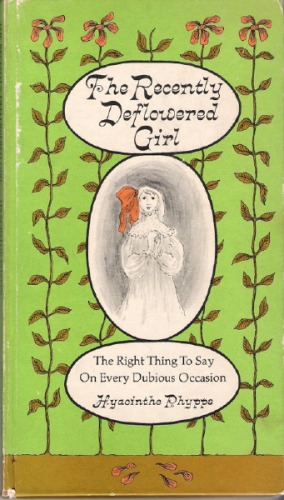 The Recently
Deflowered
Girl
The Right Thing To Say
On Every Dubious Occasion
Hyacinthe Phypps